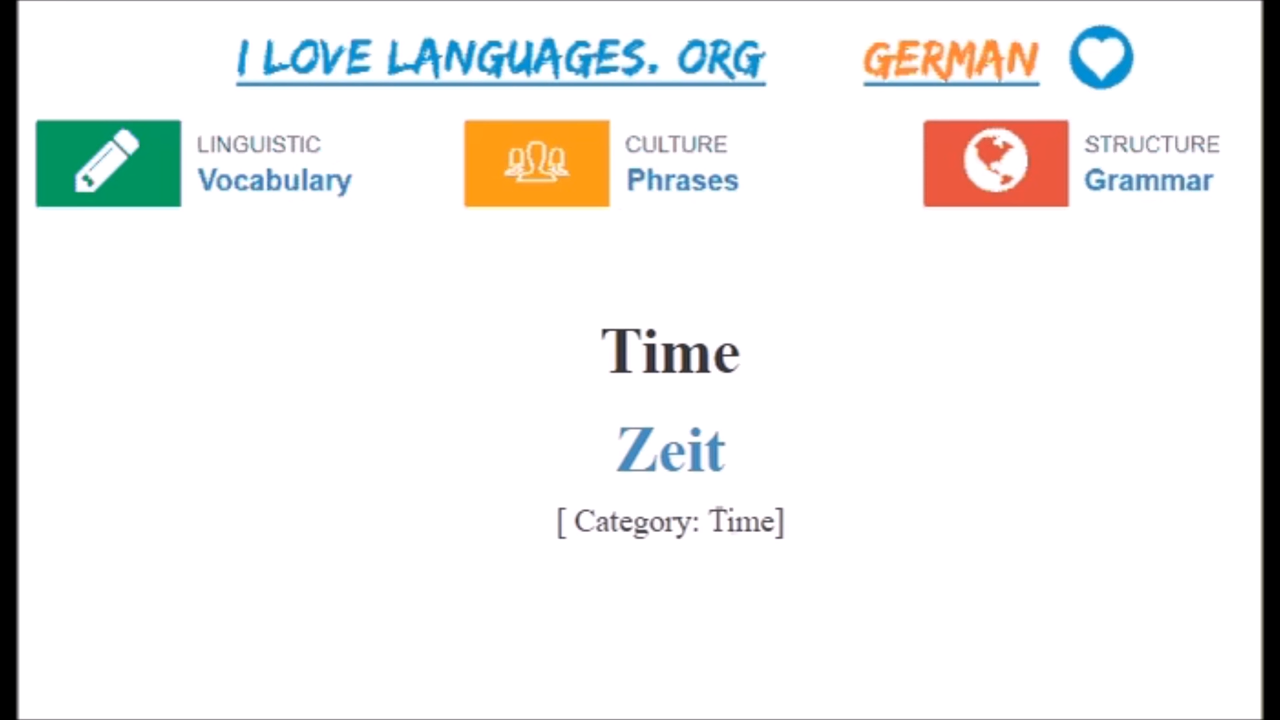 I LOVE LANGUAGES. ORG GERMAN
LINGUISTIC CULTURE STRUCTURE
Vocabulary Phrases Grammar
Time
Zeit
[ Category: Time]